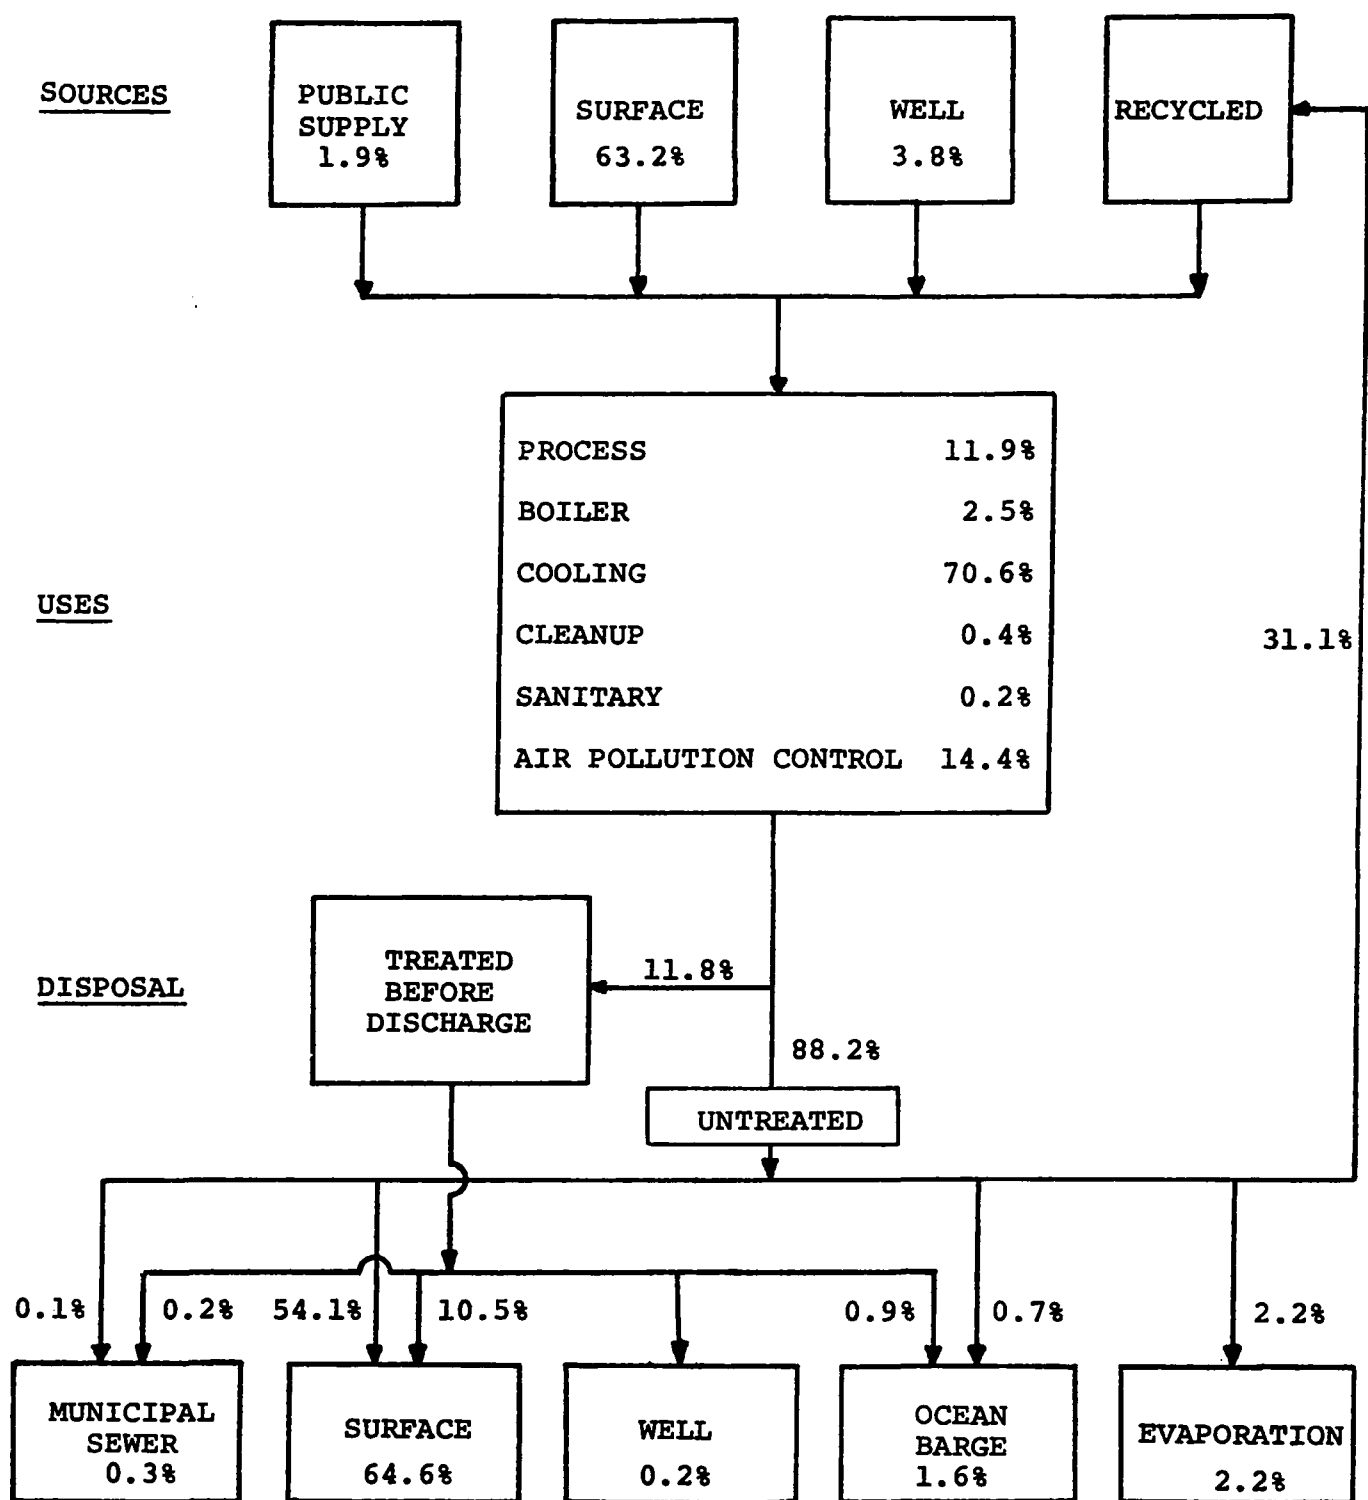 SOURCES
PUBLIC
SUPPLY
1.9%
SURFACE
63.2%
WELL
3.8%
RECYCLED
USES
PROCESS 11.9%
BOILER 2.5%
COOLING 70.6%
CLEANUP 0.4%
SANITARY 0.2%
AIR POLLUTION CONTROL 14.4%
31.1%
DISPOSAL
TREATED
BEFORE
DISCHARGE
11.8%
88.2%
UNTREATED
0.1% 0.2% 54.1% 10.5% 0.9% 0.7% 2.2%
MUNICIPAL
SEWER
0.3%
SURFACE
64.6%
WELL
0.2%
OCEAN
BARGE
1.6%
EVAPORATION
2.2%